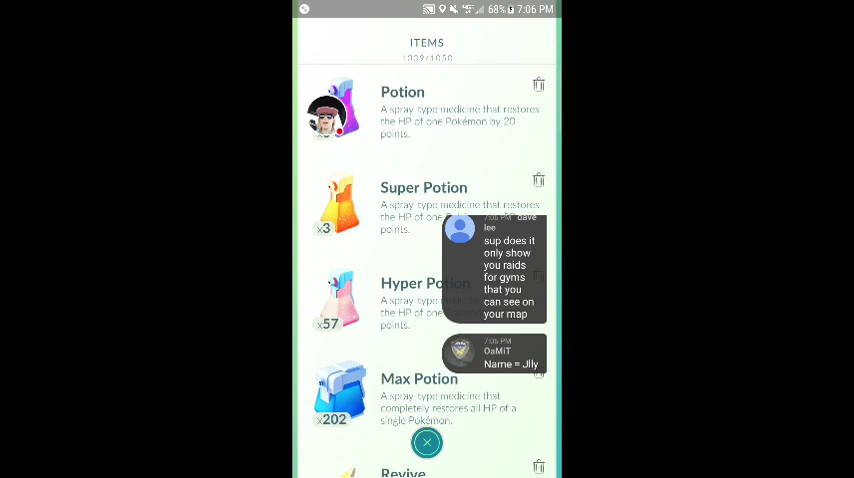 68% 7:06 PM
ITEMS
1039/1050
Potion
A spray-type medicine that restores
the HP of one Pokémon by 20
points.
Super Potion
A spray-type medicine that restores
the HP of one
points.
x3
7:06 PM dave
lee
sup does it
only show
you raids
for gyms
that you
can see on
your map
Hyper Potion
A spray-type
the HP of one
points.
x57
7:06 PM
OaMiT
Name = Jlly
Max Potion
A spray-type medicine that
completely restores all HP of a
single Pokémon.
x202
Revive